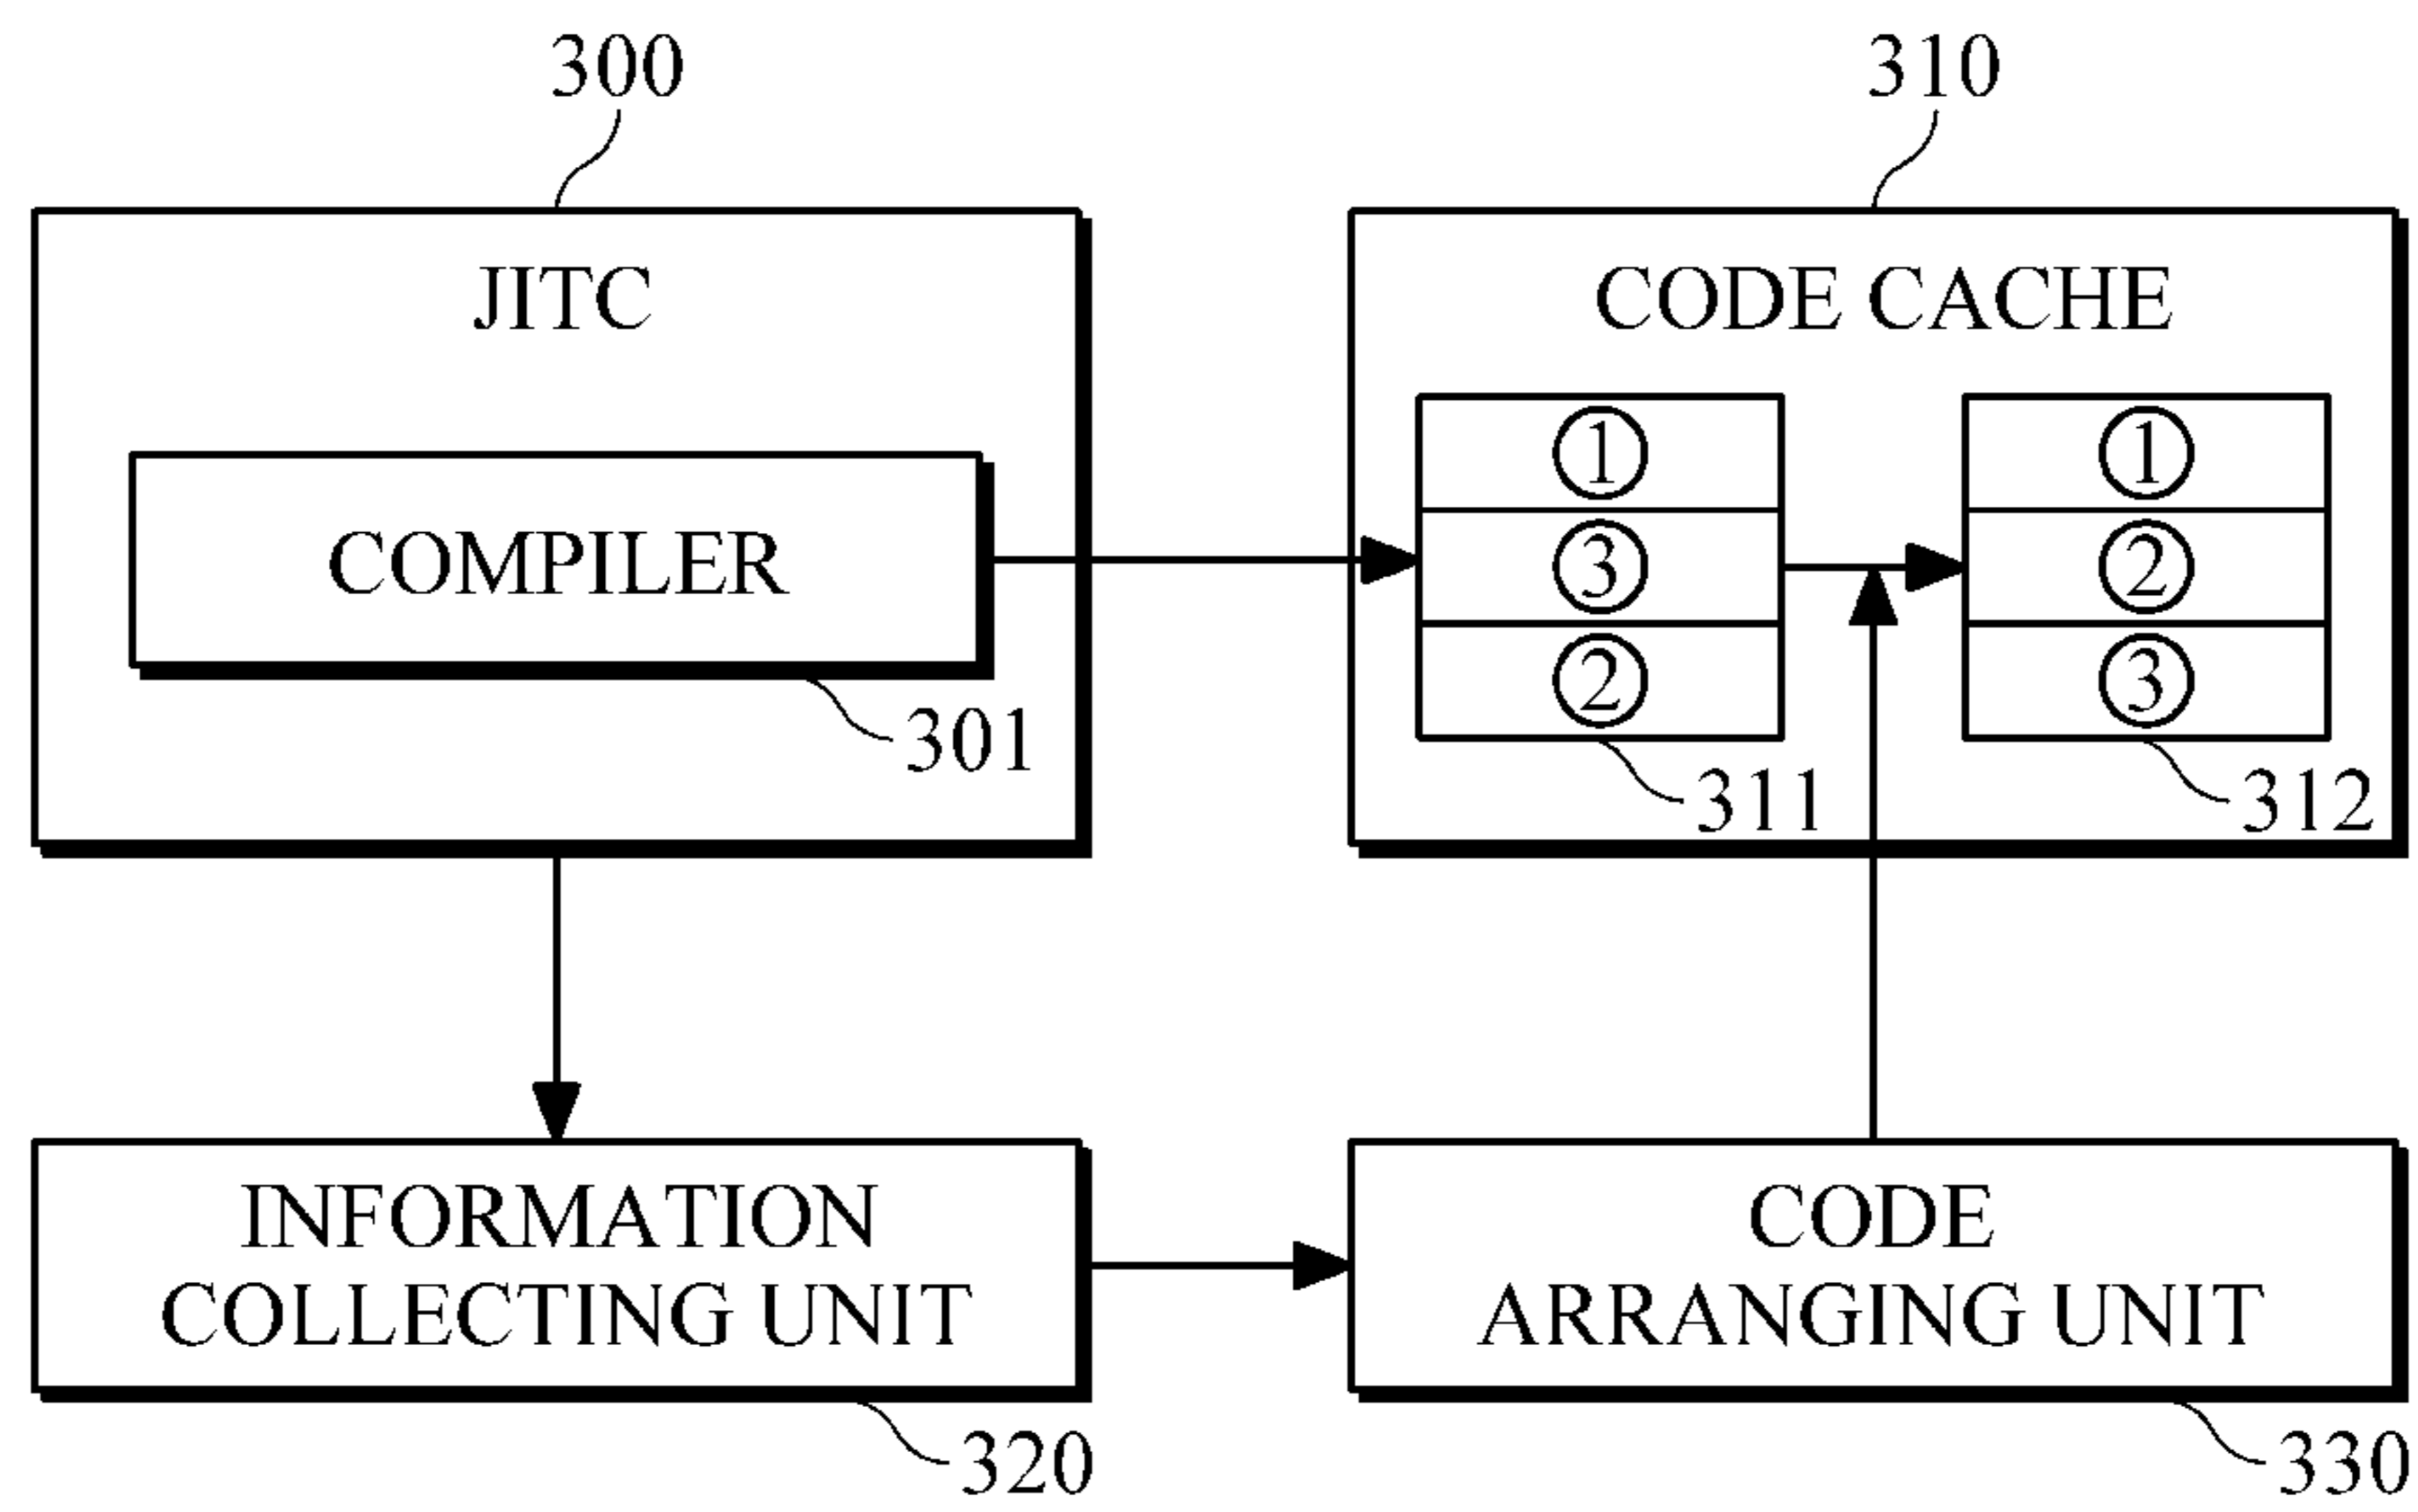 300
310
JITC
CODE CACHE
COMPILER
301
①
③
②
311
①
②
③
312
INFORMATION
COLLECTING UNIT
320
CODE
ARRANGING UNIT
330